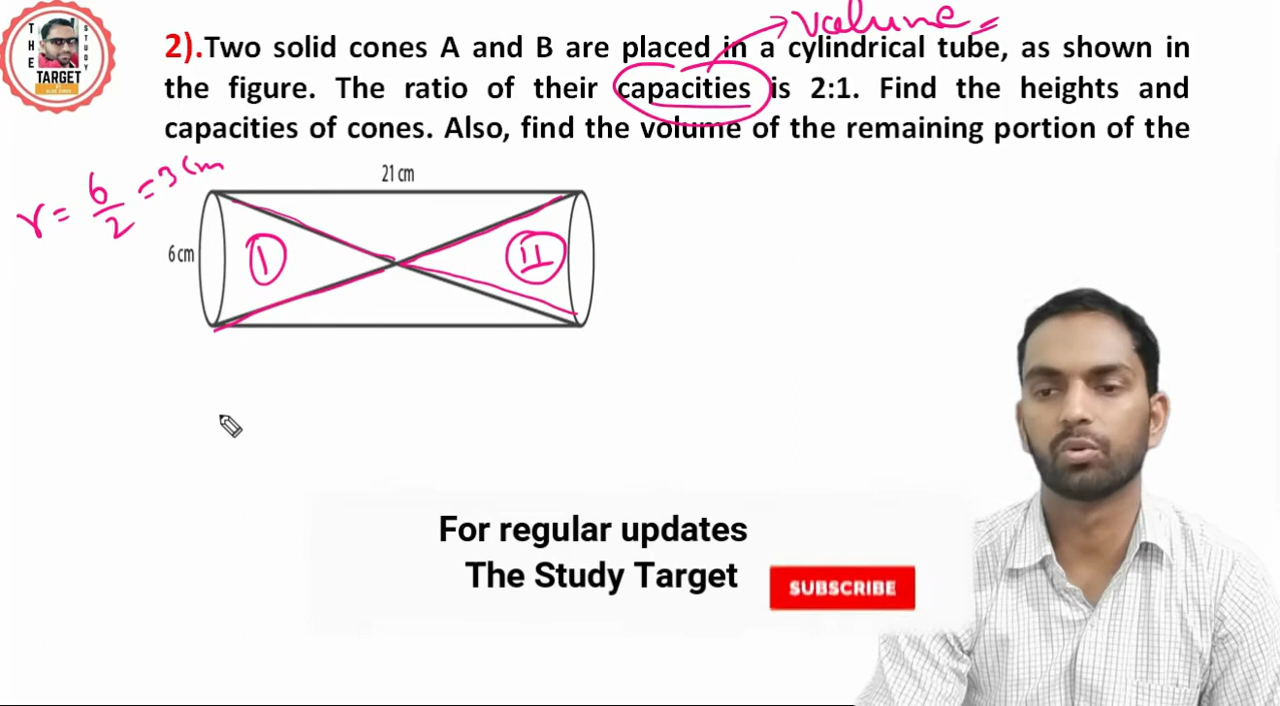 THE
STUDY
TARGET
volume =
2).Two solid cones A and B are placed in a cylindrical tube, as shown in
the figure. The ratio of their capacities is 2:1. Find the heights and
capacities of cones. Also, find the volume of the remaining portion of the
r = 6/2 = 3 cm
21 cm
6 cm
I
II
For regular updates
The Study Target
SUBSCRIBE